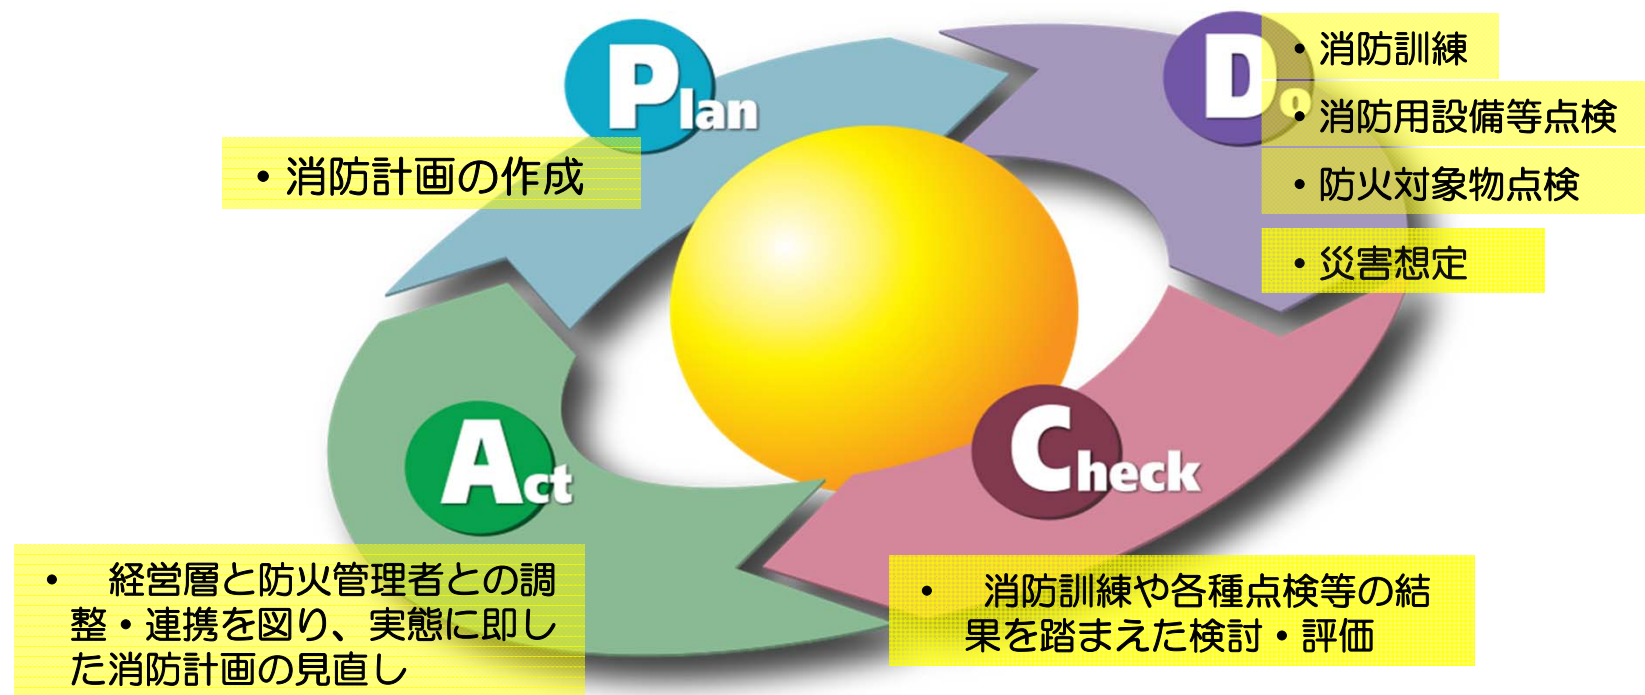 Plan
・消防計画の作成
Do
・消防訓練
・消防用設備等点検
・防火対象物点検
・災害想定
Check
・ 消防訓練や各種点検等の結
果を踏まえた検討・評価
Act
・ 経営層と防火管理者との調
整・連携を図り、実態に即し
た消防計画の見直し